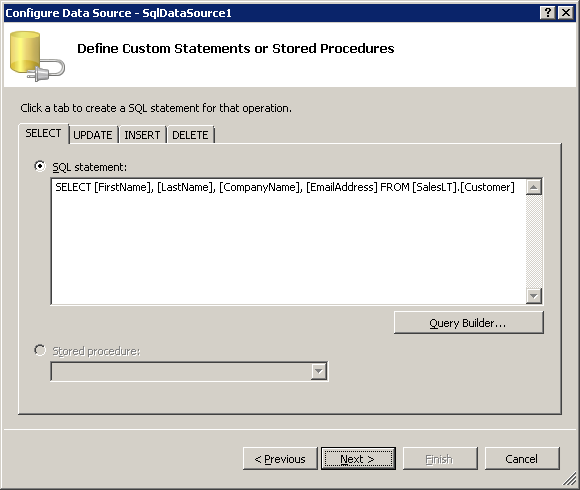 Configure Data Source - SqlDataSource1
Define Custom Statements or Stored Procedures
Click a tab to create a SQL statement for that operation.
SELECT UPDATE INSERT DELETE
SQL statement:
SELECT [FirstName], [LastName], [CompanyName], [EmailAddress] FROM [SalesLT].[Customer]
Query Builder...
Stored procedure:
< Previous Next > Finish Cancel